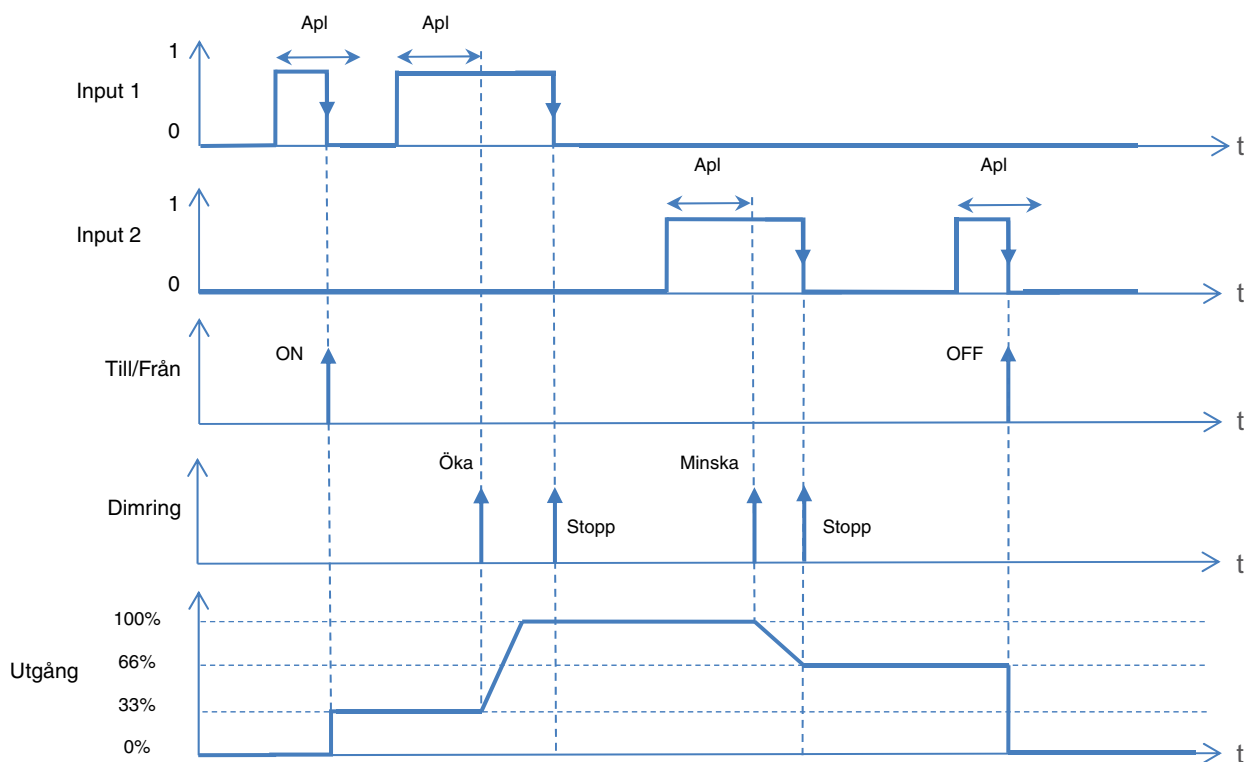 Apl Apl
1
Input 1
0
t
Apl Apl
1
Input 2
0
t
ON OFF
Till/Från
t
Öka Minska
Dimring
Stopp Stopp
t
100%
66%
Utgång
33%
0%
t